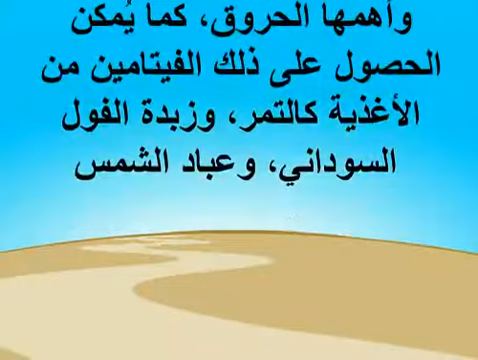 وأهمها الحروق، كما يُمكن
الحصول على ذلك الفيتامين من
الأغذية كالتمر، وزبدة الفول
السوداني، وعباد الشمس